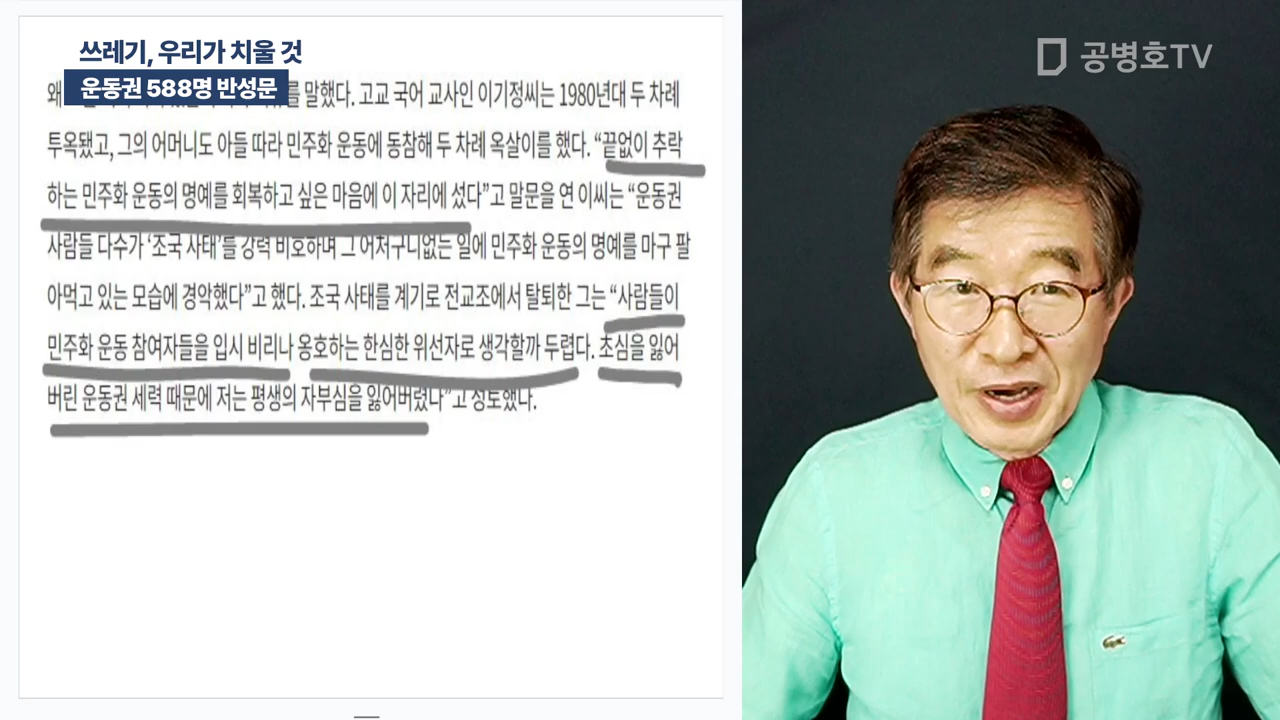 쓰레기, 우리가 치울 것
운동권 588명 반성문
공병호TV
왜 를 말했다. 고교 국어 교사인 이기정씨는 1980년대 두 차례
투옥됐고, 그의 어머니도 아들 따라 민주화 운동에 동참해 두 차례 옥살이를 했다. “끝없이 추락
하는 민주화 운동의 명예를 회복하고 싶은 마음에 이 자리에 섰다”고 말문을 연 이씨는 “운동권
사람들 다수가 ‘조국 사태’를 강력 비호하며 그 어처구니없는 일에 민주화 운동의 명예를 마구 팔
아먹고 있는 모습에 경악했다”고 했다. 조국 사태를 계기로 전교조에서 탈퇴한 그는 “사람들이
민주화 운동 참여자들을 입시 비리나 옹호하는 한심한 위선자로 생각할까 두렵다. 초심을 잃어
버린 운동권 세력 때문에 저는 평생의 자부심을 잃어버렸다”고 성토했다.